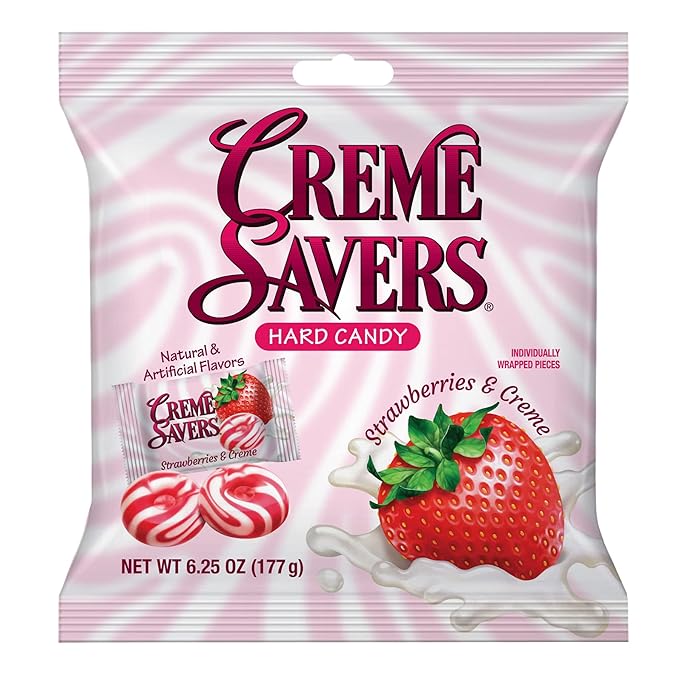 CREME
SAVERS®
HARD CANDY
Natural &
Artificial Flavors
INDIVIDUALLY
WRAPPED PIECES
Strawberries & Creme
CREME
SAVERS
Strawberries & Creme
NET WT 6.25 OZ (177 g)